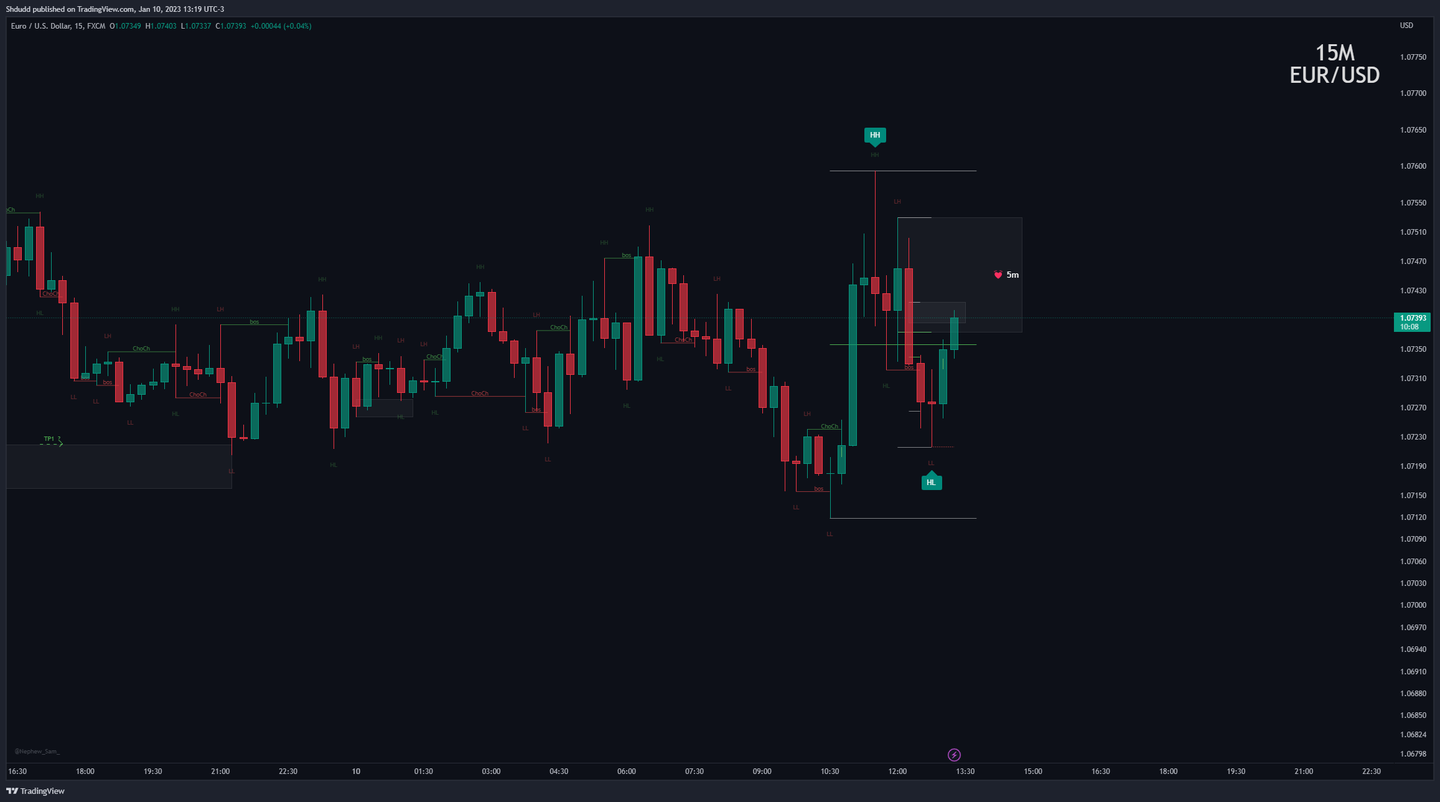 Shdudd published on TradingView.com, Jan 10, 2023 13:19 UTC-3
Euro / U.S. Dollar, 15, FXCM O1.07349 H1.07403 L1.07337 C1.07393 +0.00044 (+0.04%)
USD
15M
EUR/USD
1.07750
1.07700
1.07650
HH
HH
1.07600
HH
LH
1.07550
HH
1.07510
HH
bos
1.07470
HH
5m
LH
HH
1.07430
ChoCh
HL
HH
LH
bos
LH
ChoCh
1.07393
10:08
LH
HH
LH
LH
ChoCh
1.07350
LH
ChoCh
bos
ChoCh
HL
bos
bos
1.07310
bos
ChoCh
ChoCh
HL
LL
LL
LL
HL
HL
HL
HL
bos
LH
1.07270
LL
LL
ChoCh
TP1 ?
1.07230
HL
LL
LL
LL
1.07190
HL
bos
1.07150
LL
1.07120
LL
1.07090
1.07060
1.07030
1.07000
1.06970
1.06940
1.06910
1.06880
1.06850
1.06824
1.06798
@Nephew_Sam_
16:30 18:00 19:30 21:00 22:30 10 01:30 03:00 04:30 06:00 07:30 09:00 10:30 12:00 13:30 15:00 16:30 18:00 19:30 21:00 22:30
TradingView